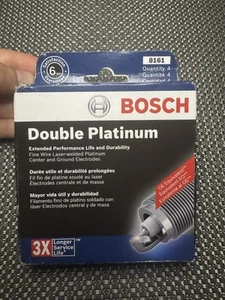 6
8161
Quantity 4
Quantité 4
BOSCH
Double Platinum
Extended Performance Life and Durability
Fine Wire Laser-welded Platinum
Center and Ground Electrodes
Durée utile et durabilité prolongées
Fil fin de platine soudé au laser
Électrodes centrale et de masse
Mayor vida útil y durabilidad
Filamento fino de platino soldado con
láser Electrodos central y de masa
3X
Longer
Service
Life